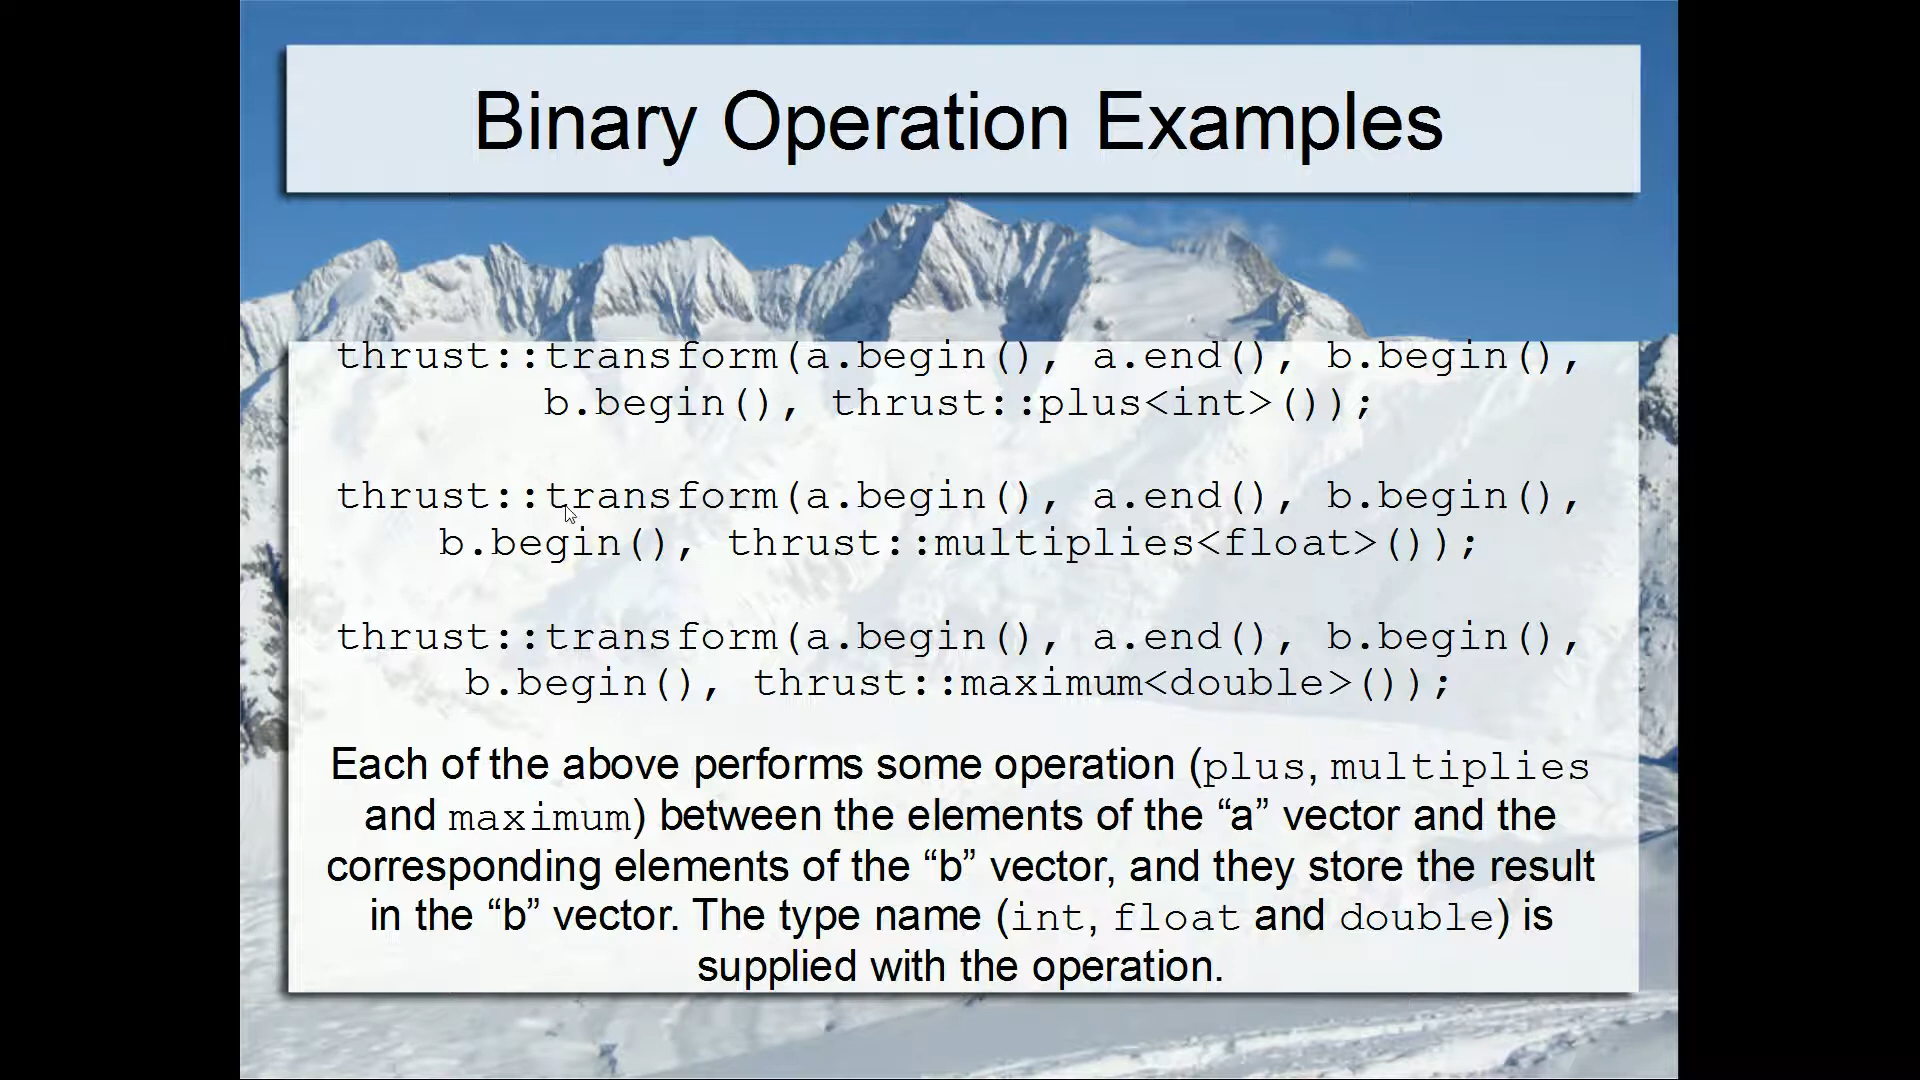 Binary Operation Examples
thrust::transform(a.begin(), a.end(), b.begin(),
b.begin(), thrust::plus<int>());
thrust::transform(a.begin(), a.end(), b.begin(),
b.begin(), thrust::multiplies<float>());
thrust::transform(a.begin(), a.end(), b.begin(),
b.begin(), thrust::maximum<double>());
Each of the above performs some operation (plus, multiplies
and maximum) between the elements of the “a” vector and the
corresponding elements of the “b” vector, and they store the result
in the “b” vector. The type name (int, float and double) is
supplied with the operation.